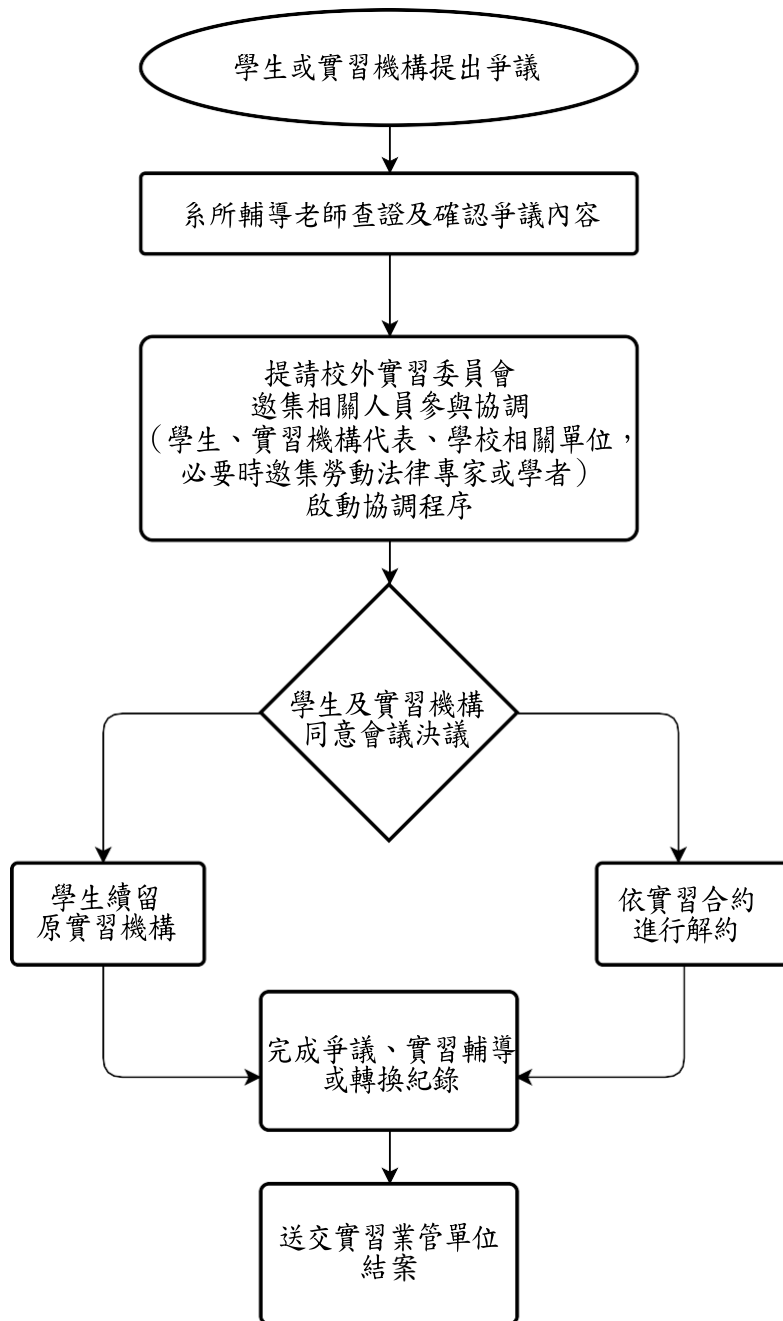 學生或實習機構提出爭議
系所輔導老師查證及確認爭議內容
提請校外實習委員會
邀集相關人員參與協調
（學生、實習機構代表、學校相關單位，
必要時邀集勞動法律專家或學者）
啟動協調程序
學生及實習機構
同意會議決議
學生續留
原實習機構
依實習合約
進行解約
完成爭議、實習輔導
或轉換紀錄
送交實習業管單位
結案